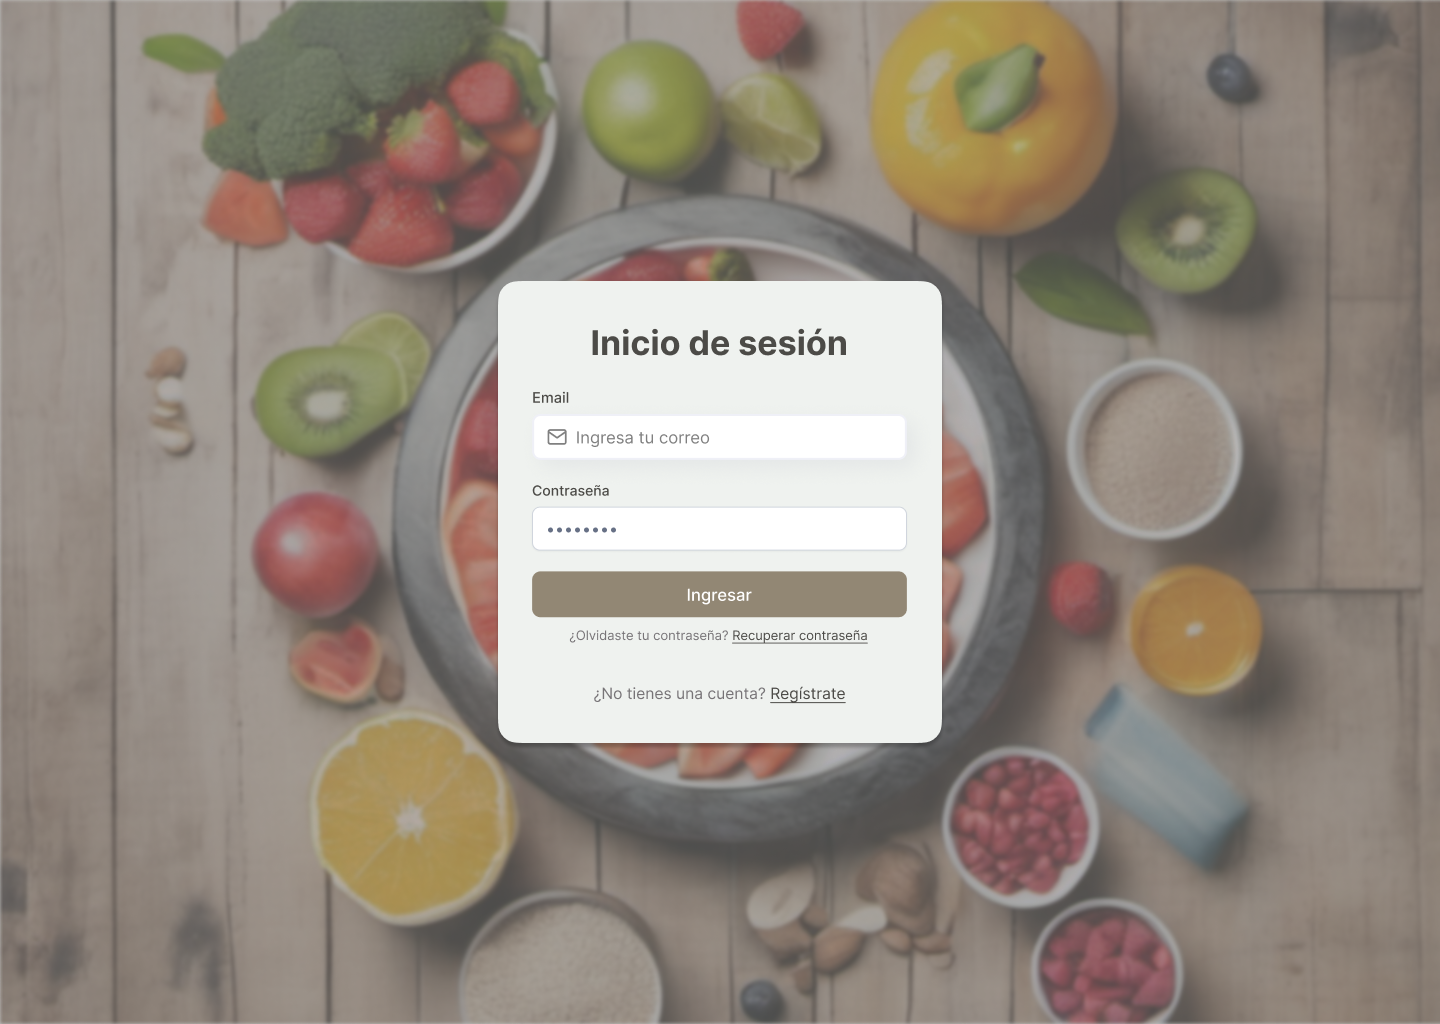 Inicio de sesión
Email
Ingresa tu correo
Contraseña
••••••••
Ingresar
¿Olvidaste tu contraseña? Recuperar contraseña
¿No tienes una cuenta? Regístrate